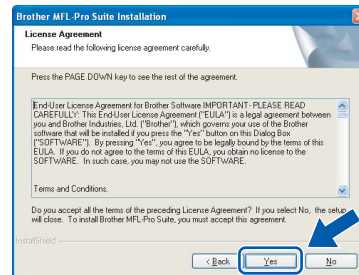 Brother MFL-Pro Suite Installation
License Agreement
Please read the following license agreement carefully.
Press the PAGE DOWN key to see the rest of the agreement.
End-User License Agreement for Brother Software IMPORTANT- PLEASE READ
CAREFULLY: This End-User License Agreement ("EULA") is a legal agreement between
you and Brother Industries, Ltd. ("Brother"), which governs your use of the Brother
software that will be installed if you press the "Yes" button on this Dialog Box
("SOFTWARE"). By pressing "Yes", you agree to be legally bound by the terms of this
EULA. If you do not agree to the terms of this EULA, you obtain no license to the
SOFTWARE. In such case, you may not use the SOFTWARE.
Terms and Conditions.
Do you accept all the terms of the preceding License Agreement? If you select No, the setup
will close. To install Brother MFL-Pro Suite, you must accept this agreement.
InstallShield
< Back
Yes
No